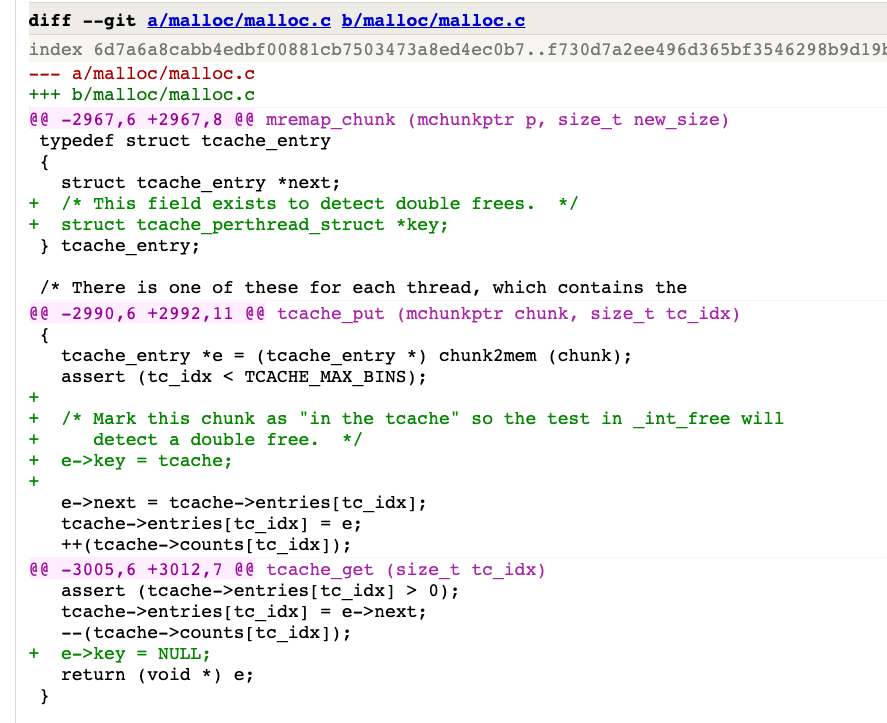 diff --git a/malloc/malloc.c b/malloc/malloc.c
index 6d7a6a8cabb4edbf00881cb7503473a8ed4ec0b7..f730d7a2ee496d365bf3546298b9d19b
--- a/malloc/malloc.c
+++ b/malloc/malloc.c
@@ -2967,6 +2967,8 @@ mremap_chunk (mchunkptr p, size_t new_size)
 typedef struct tcache_entry
 {
   struct tcache_entry *next;
+  /* This field exists to detect double frees.  */
+  struct tcache_perthread_struct *key;
 } tcache_entry;

 /* There is one of these for each thread, which contains the
@@ -2990,6 +2992,11 @@ tcache_put (mchunkptr chunk, size_t tc_idx)
 {
   tcache_entry *e = (tcache_entry *) chunk2mem (chunk);
   assert (tc_idx < TCACHE_MAX_BINS);
+
+  /* Mark this chunk as "in the tcache" so the test in _int_free will
+     detect a double free.  */
+  e->key = tcache;
+
   e->next = tcache->entries[tc_idx];
   tcache->entries[tc_idx] = e;
   ++(tcache->counts[tc_idx]);
@@ -3005,6 +3012,7 @@ tcache_get (size_t tc_idx)
   assert (tcache->entries[tc_idx] > 0);
   tcache->entries[tc_idx] = e->next;
   --(tcache->counts[tc_idx]);
+  e->key = NULL;
   return (void *) e;
 }